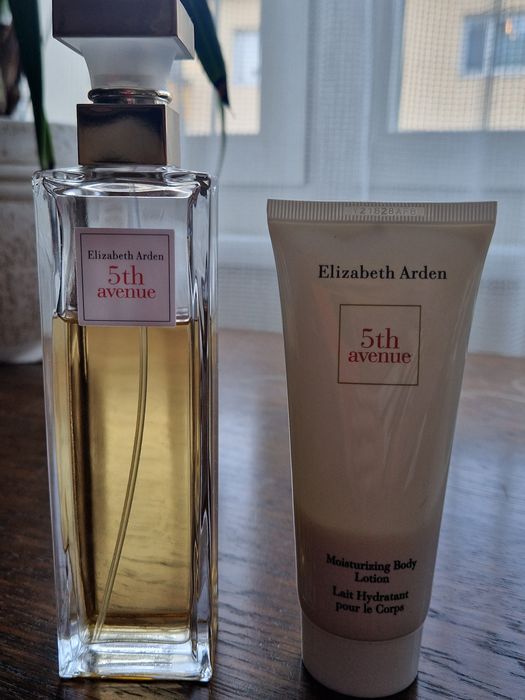 Elizabeth Arden
5th
avenue
Elizabeth Arden
5th
avenue
Moisturizing Body
Lotion
Lait Hydratant
pour le Corps